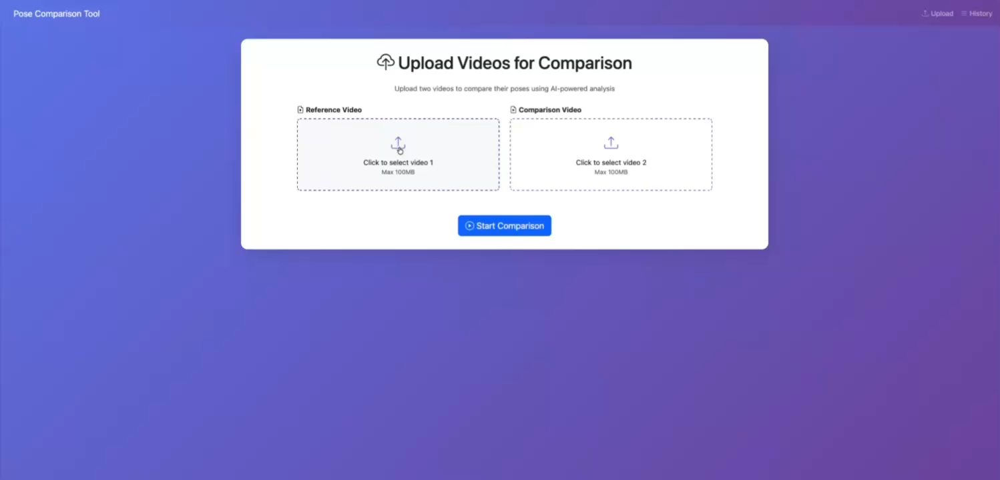 Pose Comparison Tool
Upload
History
Upload Videos for Comparison
Upload two videos to compare their poses using AI-powered analysis
Reference Video
Comparison Video
Click to select video 1
Max 100MB
Click to select video 2
Max 100MB
Start Comparison